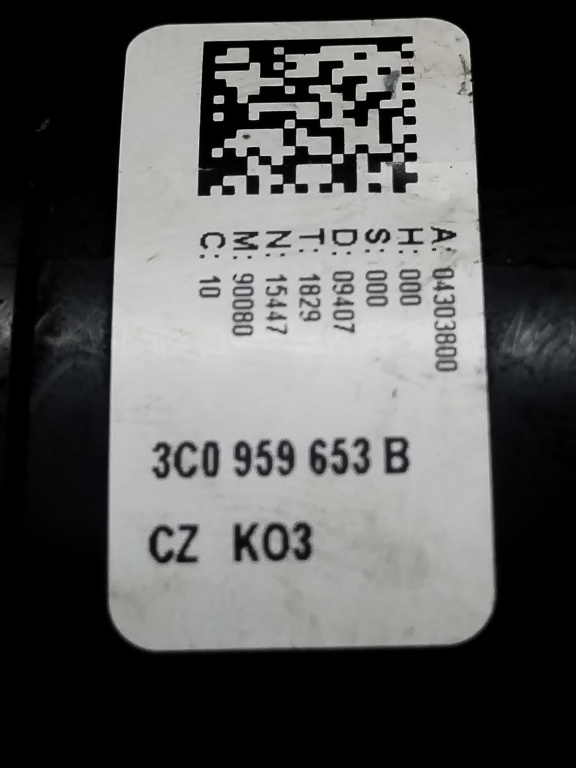 A: 04303800
H: 000
S: 000
D: 09407
T: 1829
N: 15447
M: 90080
C: 10
3C0 959 653 B
CZ KO3